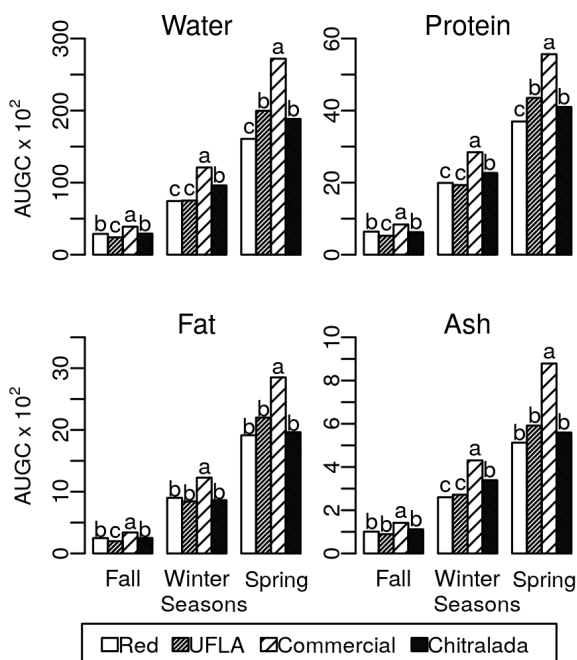 Water
AUGC x 10²
300
200
100
0
b c a b
c c a b
c b a b
Protein
60
40
20
0
b c a b
c c a b
c b a b
Fat
AUGC x 10²
30
20
10
0
b c a b
b b a b
b b a b
Fall Winter Spring
Seasons
Ash
10
8
6
4
2
0
b b a b
c c a b
b b a b
Fall Winter Spring
Seasons
Red UFLA Commercial Chitralada